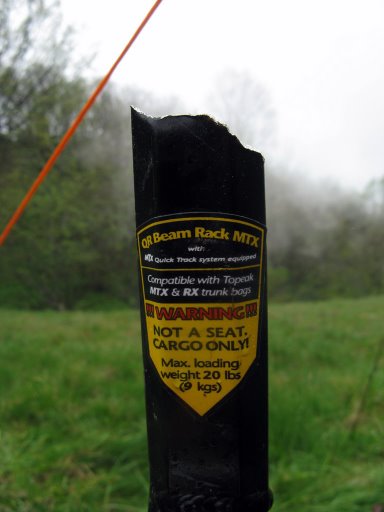 QR Beam Rack MTX
with
MTX Quick Track system equipped
Compatible with Topeak
MTX & RX trunk bags
!!! WARNING !!!
NOT A SEAT.
CARGO ONLY!
Max. loading
weight 20 lbs
(9 kgs)